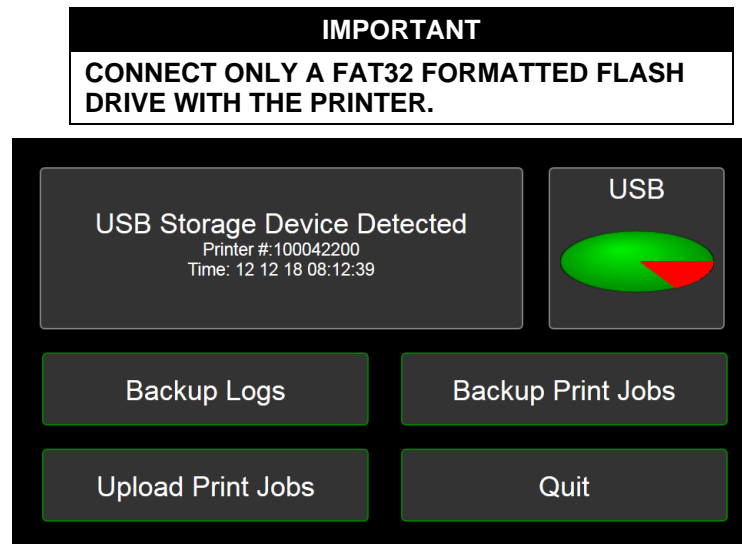 IMPORTANT
CONNECT ONLY A FAT32 FORMATTED FLASH
DRIVE WITH THE PRINTER.
USB Storage Device Detected
Printer #:100042200
Time: 12 12 18 08:12:39
USB
Backup Logs
Backup Print Jobs
Upload Print Jobs
Quit